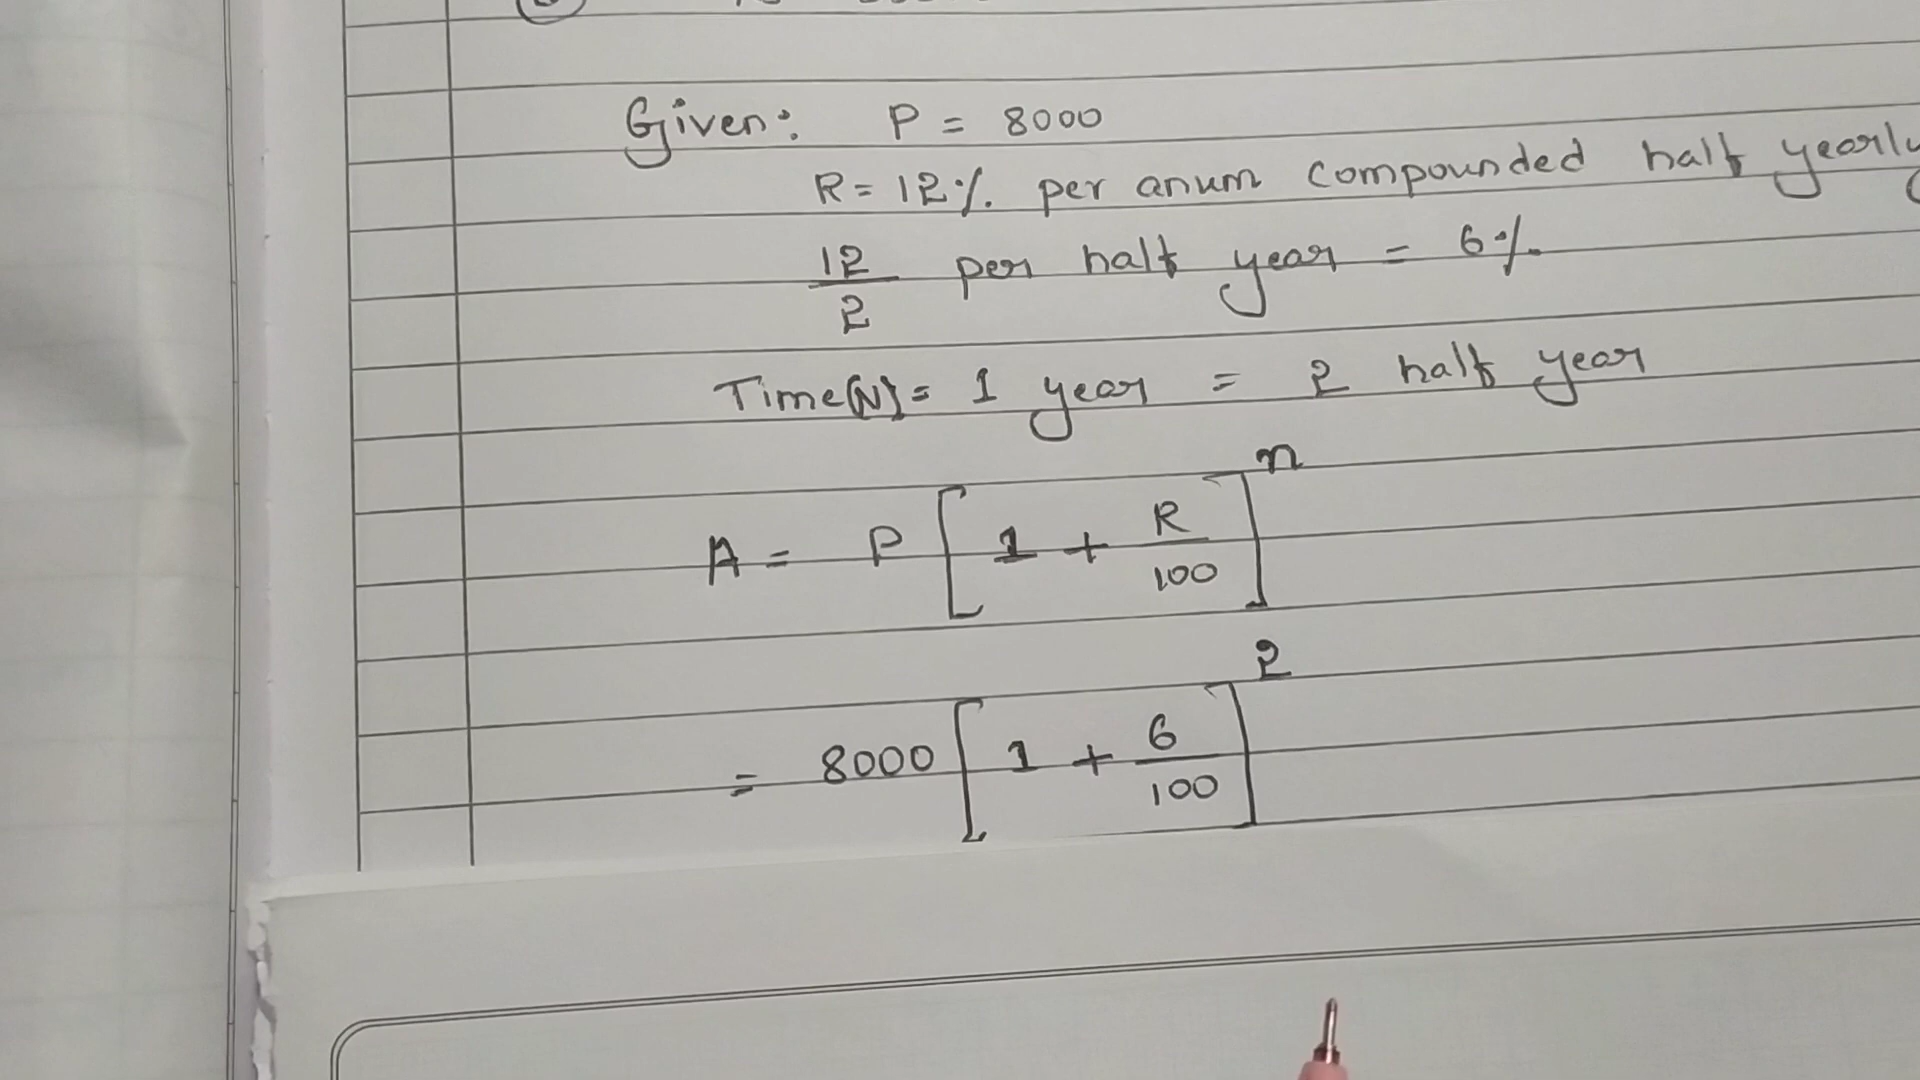 Given: P = 8000
R = 12% per anum compounded half yearly
12/2 per half year = 6%
Time(N) = 1 year = 2 half year
A = P [1 + R/100]^n
= 8000 [1 + 6/100]^2